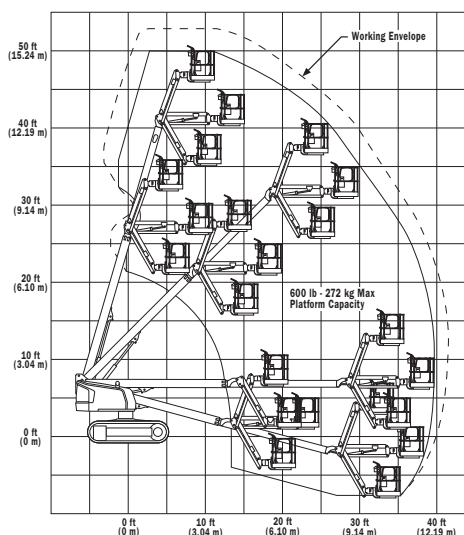 50 ft
(15.24 m)
Working Envelope
40 ft
(12.19 m)
30 ft
(9.14 m)
20 ft
(6.10 m)
600 lb - 272 kg Max
Platform Capacity
10 ft
(3.04 m)
0 ft
(0 m)
0 ft
(0 m)
10 ft
(3.04 m)
20 ft
(6.10 m)
30 ft
(9.14 m)
40 ft
(12.19 m)